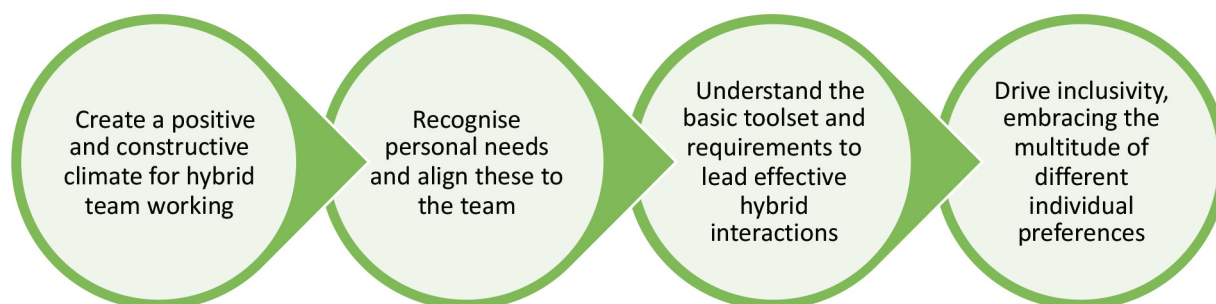 Create a positive
and constructive
climate for hybrid
team working
Recognise
personal needs
and align these to
the team
Understand the
basic toolset and
requirements to
lead effective
hybrid
interactions
Drive inclusivity,
embracing the
multitude of
different
individual
preferences